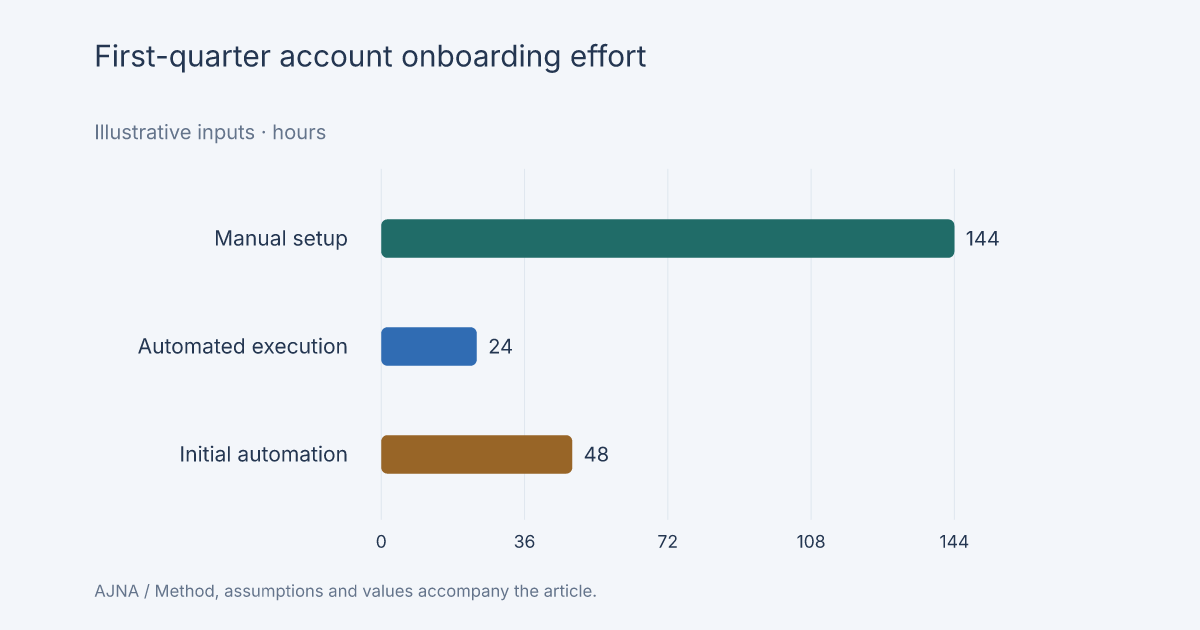 First-quarter account onboarding effort
Illustrative inputs · hours
Manual setup 144
Automated execution 24
Initial automation 48
0 36 72 108 144
AJNA / Method, assumptions and values accompany the article.